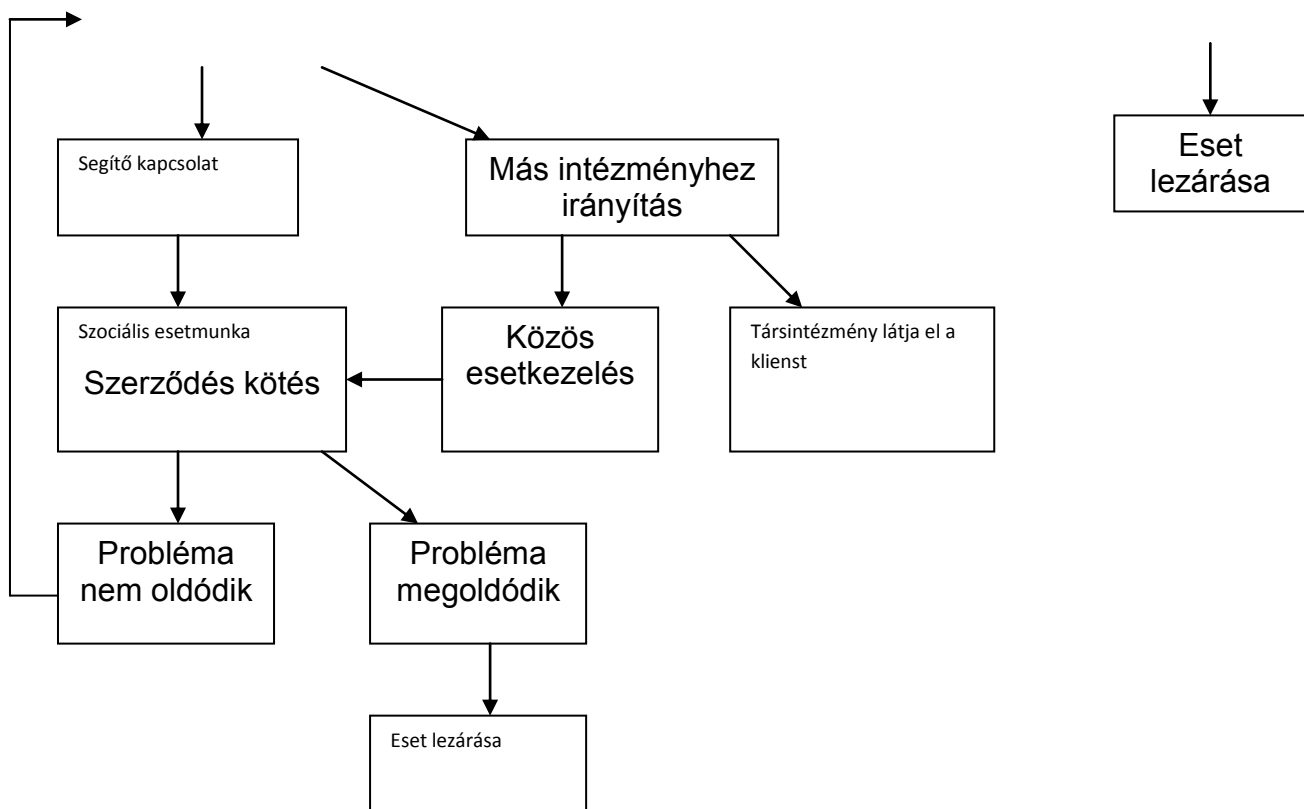 Segítő kapcsolat
Más intézményhez
irányítás
Eset
lezárása
Szociális esetmunka
Szerződés kötés
Közös
esetkezelés
Társintézmény látja el a
klienst
Probléma
nem oldódik
Probléma
megoldódik
Eset lezárása